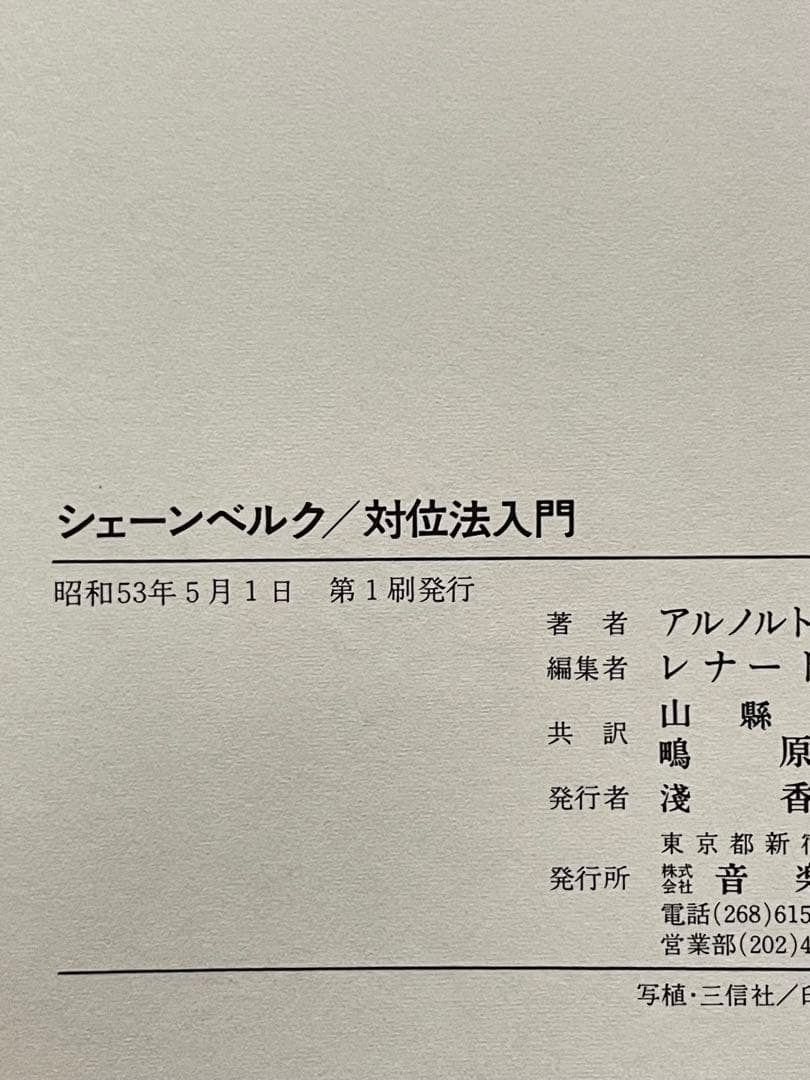 シェーンベルク／対位法入門
昭和53年5月1日　第1刷発行
著　者　アルノルト
編集者　レナート
共　訳　山　縣
鴫　原
発行者　淺　香
東京都新
発行所　株式会社　音
電話(268)615
営業部(202)4
写植・三信社／